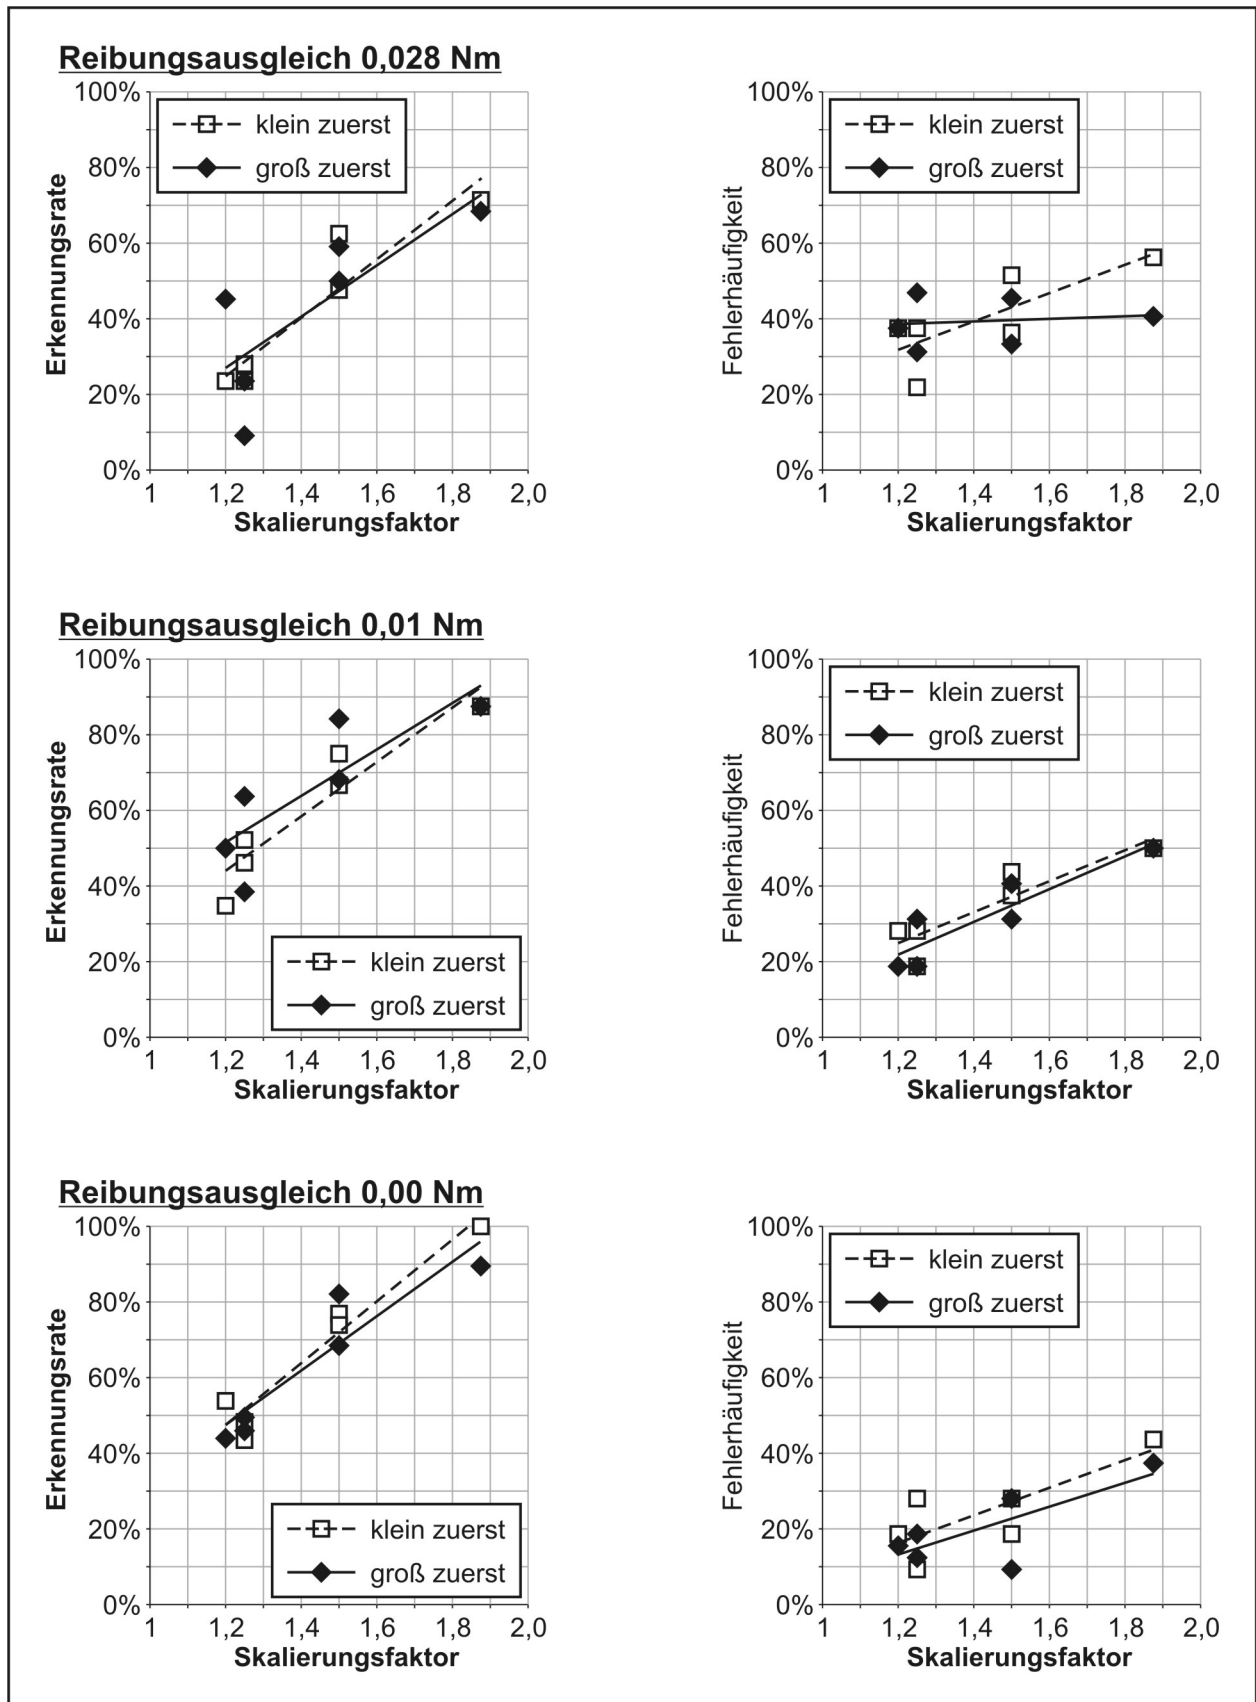 Reibungsausgleich 0,028 Nm
100%
80%
60%
40%
20%
0%
Erkennungsrate
klein zuerst
groß zuerst
1 1,2 1,4 1,6 1,8 2,0
Skalierungsfaktor
100%
80%
60%
40%
20%
0%
Fehlerhäufigkeit
klein zuerst
groß zuerst
1 1,2 1,4 1,6 1,8 2,0
Skalierungsfaktor
Reibungsausgleich 0,01 Nm
100%
80%
60%
40%
20%
0%
Erkennungsrate
klein zuerst
groß zuerst
1 1,2 1,4 1,6 1,8 2,0
Skalierungsfaktor
100%
80%
60%
40%
20%
0%
Fehlerhäufigkeit
klein zuerst
groß zuerst
1 1,2 1,4 1,6 1,8 2,0
Skalierungsfaktor
Reibungsausgleich 0,00 Nm
100%
80%
60%
40%
20%
0%
Erkennungsrate
klein zuerst
groß zuerst
1 1,2 1,4 1,6 1,8 2,0
Skalierungsfaktor
100%
80%
60%
40%
20%
0%
Fehlerhäufigkeit
klein zuerst
groß zuerst
1 1,2 1,4 1,6 1,8 2,0
Skalierungsfaktor